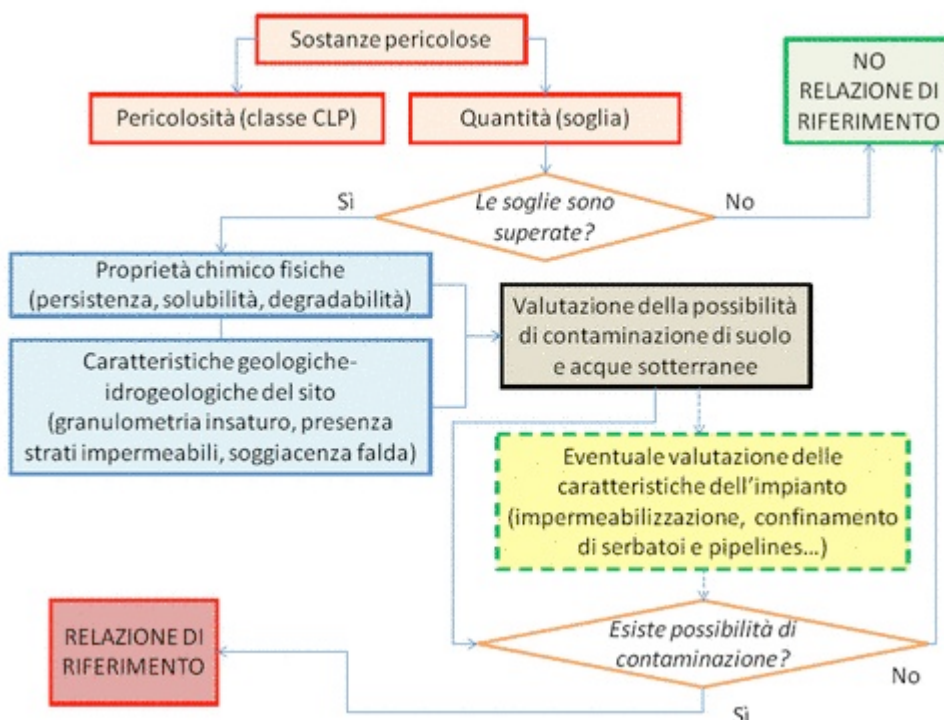 Sostanze pericolose
Pericolosità (classe CLP)
Quantità (soglia)
NO
RELAZIONE DI
RIFERIMENTO
Sì
Le soglie sono
superate?
No
Proprietà chimico fisiche
(persistenza, solubilità, degradabilità)
Caratteristiche geologiche-
idrogeologiche del sito
(granulometria insaturo, presenza
strati impermeabili, soggiacenza falda)
Valutazione della possibilità
di contaminazione di suolo
e acque sotterranee
Eventuale valutazione delle
caratteristiche dell'impianto
(impermeabilizzazione, confinamento
di serbatoi e pipelines...)
Esiste possibilità di
contaminazione?
No
Sì
RELAZIONE DI
RIFERIMENTO